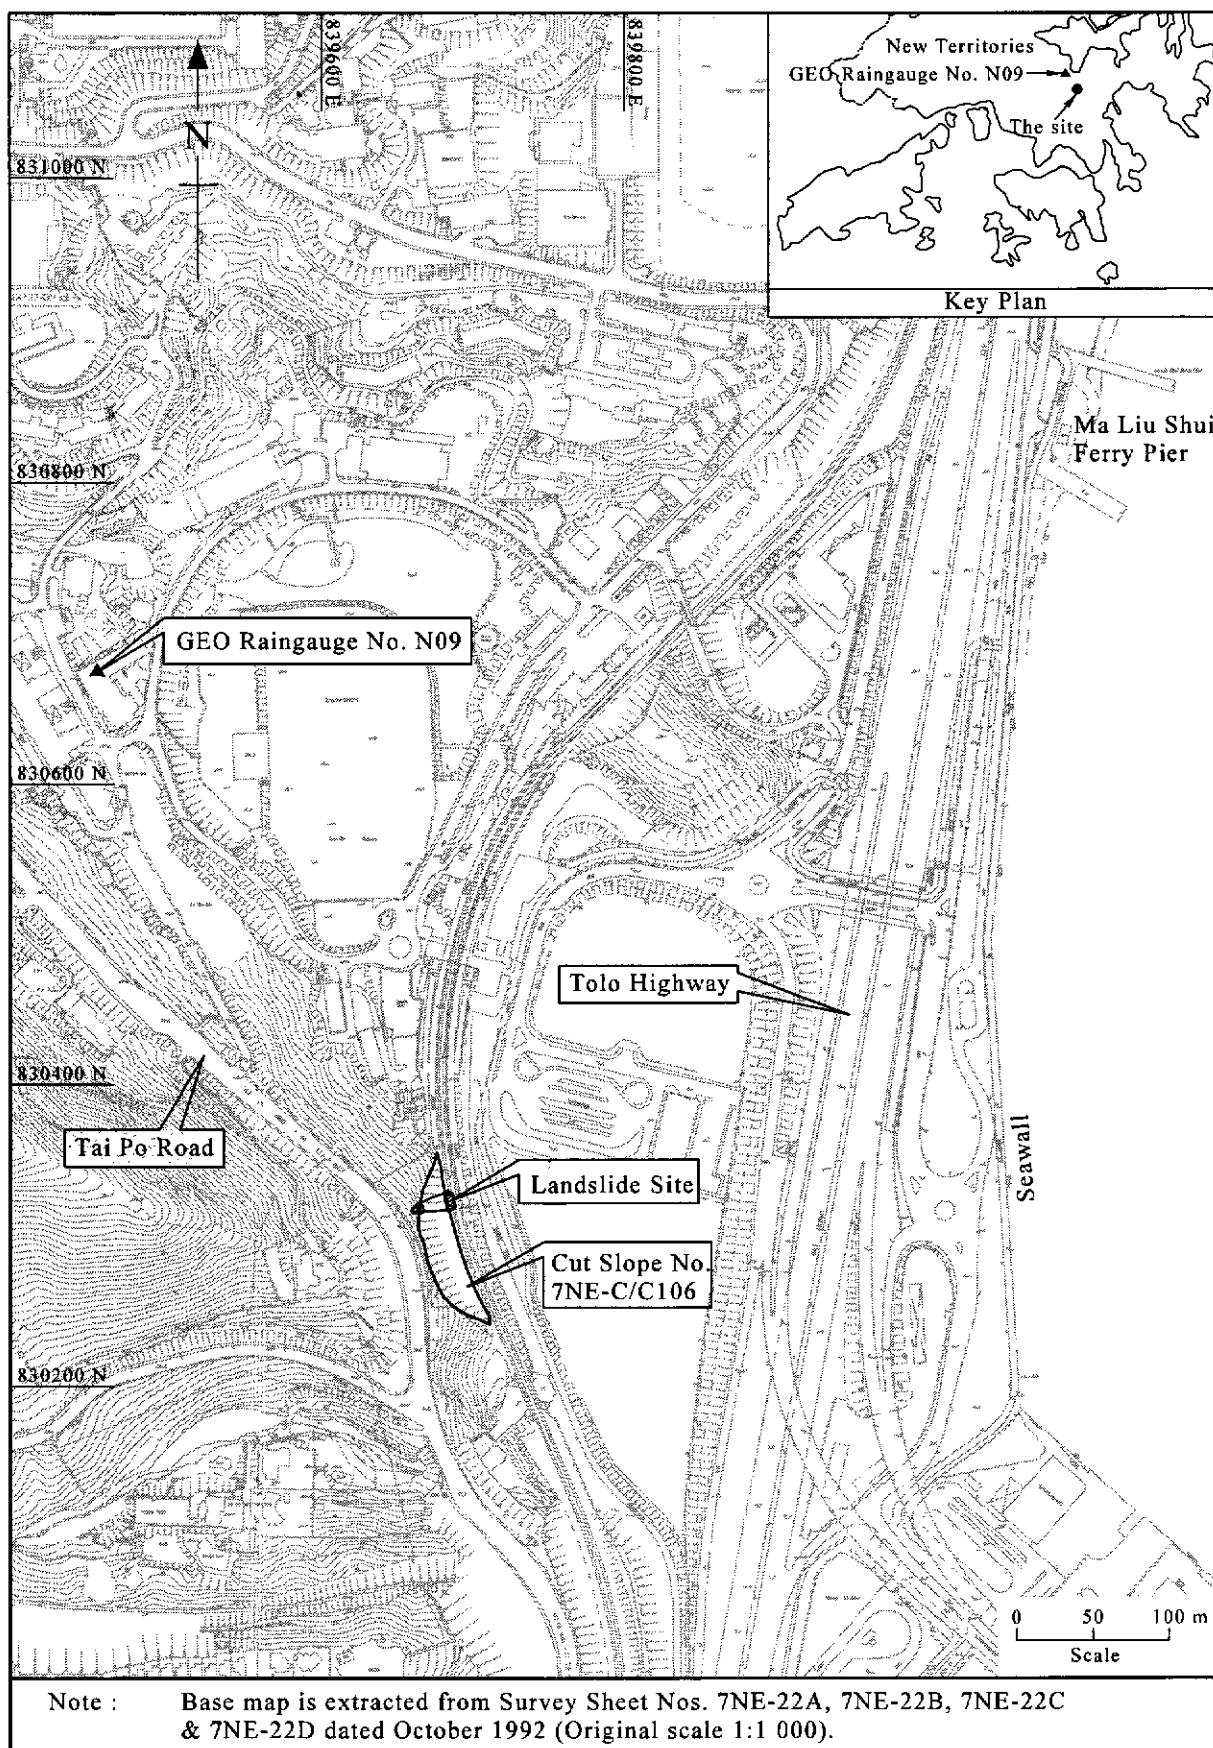 839600 E
839800 E
New Territories
GEO Raingauge No. N09
The site
Key Plan
N
831000 N
Ma Liu Shui
Ferry Pier
830800 N
GEO Raingauge No. N09
830600 N
Tolo Highway
830400 N
Tai Po Road
Landslide Site
Seawall
Cut Slope No.
7NE-C/C106
830200 N
0 50 100 m
Scale
Note : Base map is extracted from Survey Sheet Nos. 7NE-22A, 7NE-22B, 7NE-22C
& 7NE-22D dated October 1992 (Original scale 1:1 000).